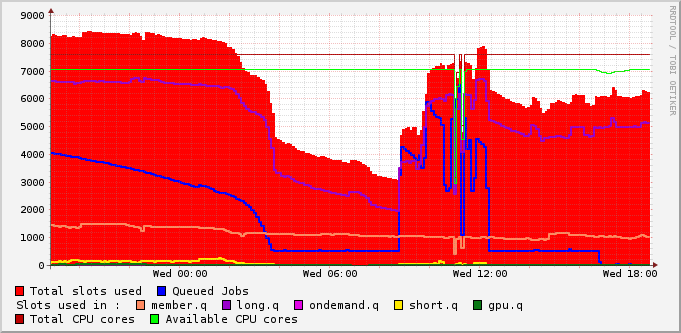 9000
8000
7000
6000
5000
4000
3000
2000
1000
0
Wed 00:00 Wed 06:00 Wed 12:00 Wed 18:00
RRDTOOL / TOBI OETIKER
Total slots used Queued Jobs
Slots used in : member.q long.q ondemand.q short.q gpu.q
Total CPU cores Available CPU cores